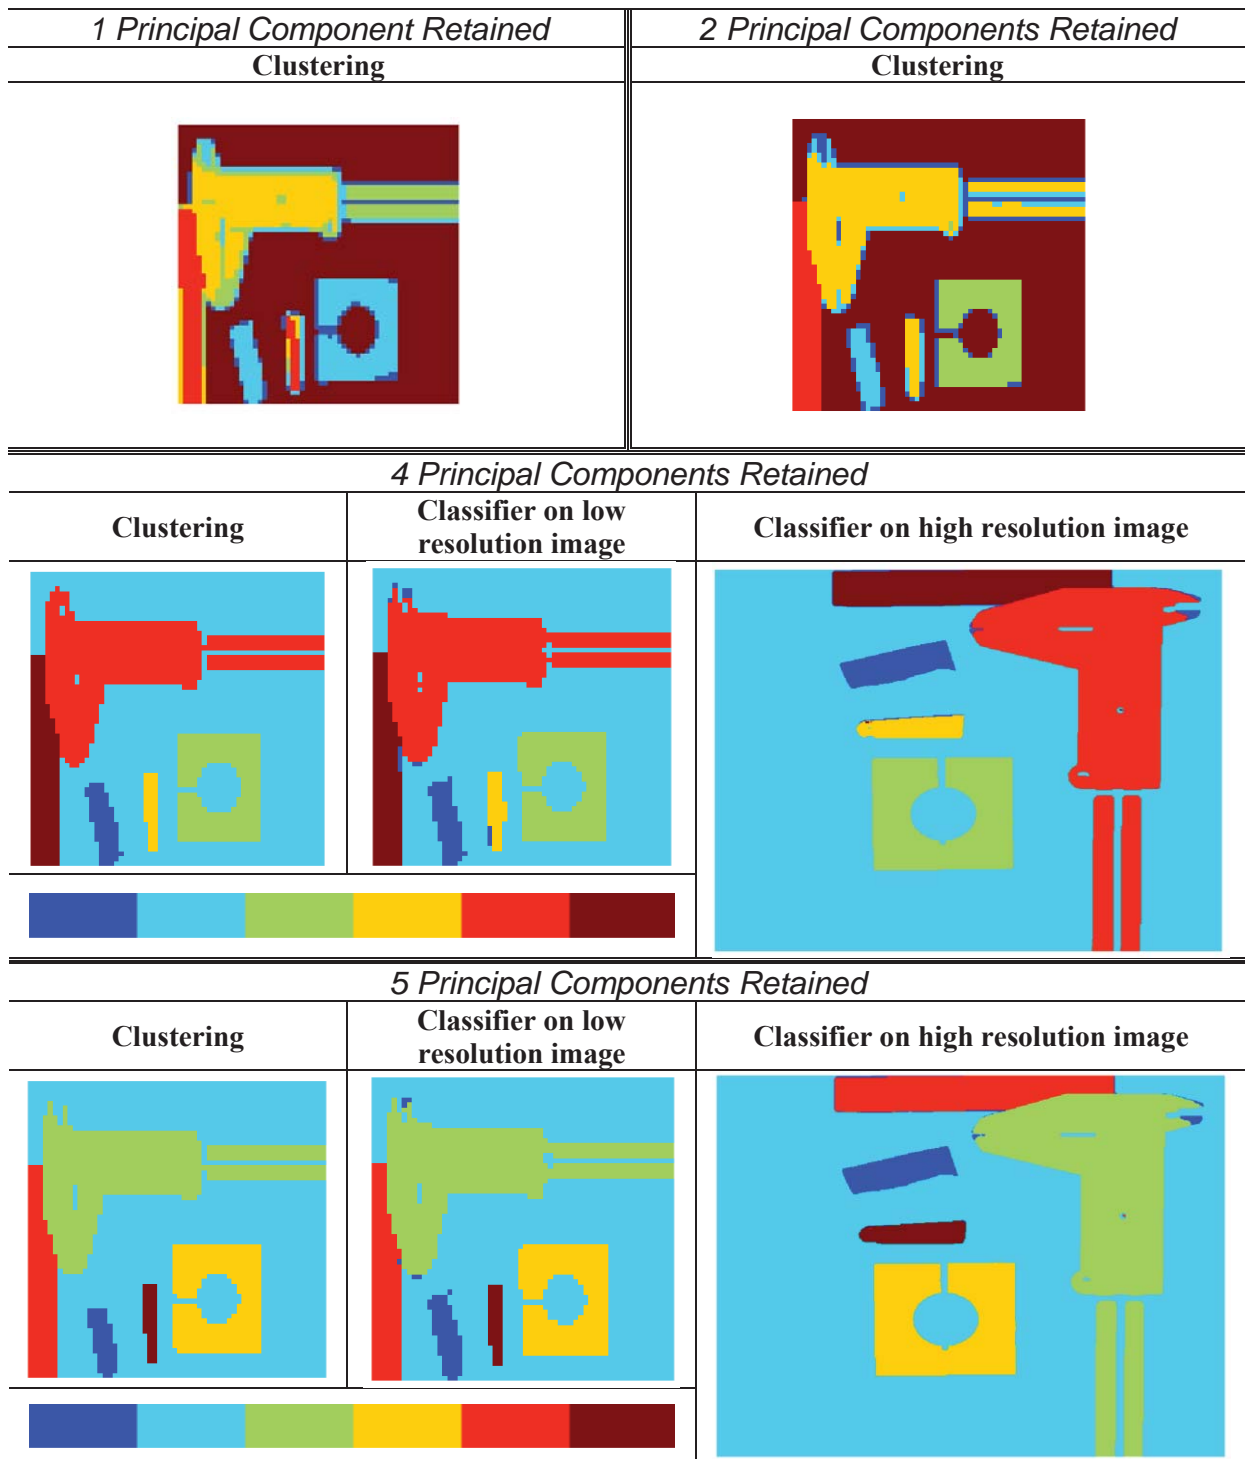 1 Principal Component Retained
2 Principal Components Retained
Clustering
Clustering
4 Principal Components Retained
Clustering
Classifier on low
resolution image
Classifier on high resolution image
5 Principal Components Retained
Clustering
Classifier on low
resolution image
Classifier on high resolution image